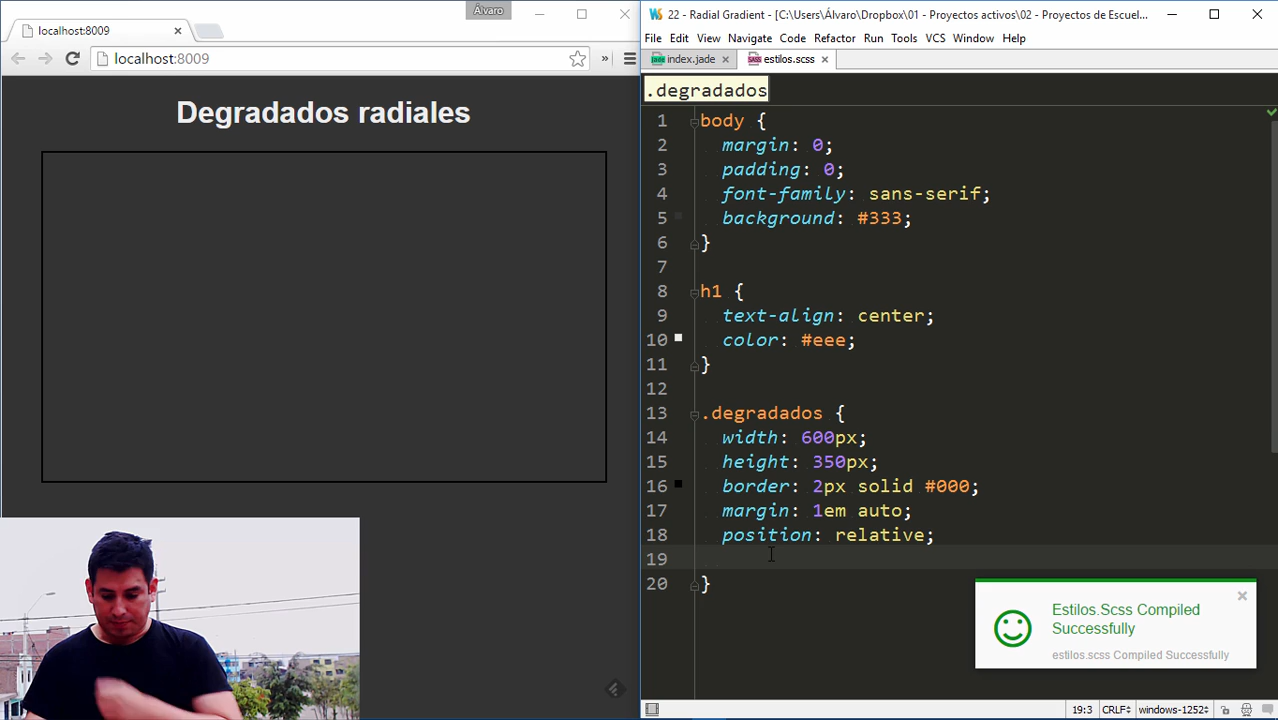 Álvaro
localhost:8009
localhost:8009
»
Degradados radiales
22 - Radial Gradient - [C:\Users\Álvaro\Dropbox\01 - Proyectos activos\02 - Proyectos de Escuel...
File Edit View Navigate Code Refactor Run Tools VCS Window Help
index.jade
estilos.scss
.degradados
1 body {
2 margin: 0;
3 padding: 0;
4 font-family: sans-serif;
5 background: #333;
6 }
7
8 h1 {
9 text-align: center;
10 color: #eee;
11 }
12
13 .degradados {
14 width: 600px;
15 height: 350px;
16 border: 2px solid #000;
17 margin: 1em auto;
18 position: relative;
19
20 }
Estilos.Scss Compiled
Successfully
estilos.scss Compiled Successfully
19:3 CRLF÷ windows-1252÷